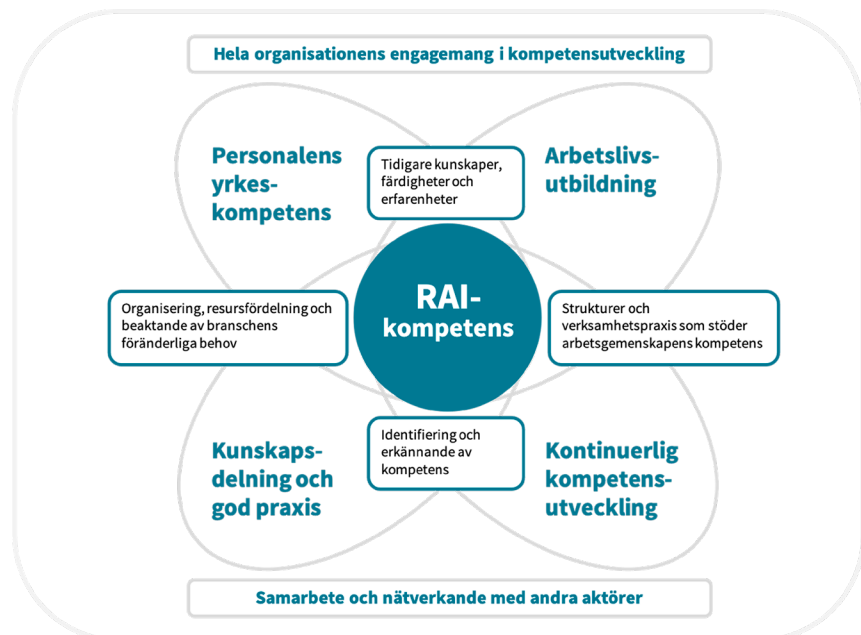 Hela organisationens engagemang i kompetensutveckling
Personalens
yrkes-
kompetens
Tidigare kunskaper,
färdigheter och
erfarenheter
Arbetslivs-
utbildning
Organisering, resursfördelning och
beaktande av branschens
föränderliga behov
RAI-
kompetens
Strukturer och
verksamhetspraxis som stöder
arbetsgemenskapens kompetens
Kunskaps-
delning och
god praxis
Identifiering och
erkännande av
kompetens
Kontinuerlig
kompetens-
utveckling
Samarbete och nätverkande med andra aktörer